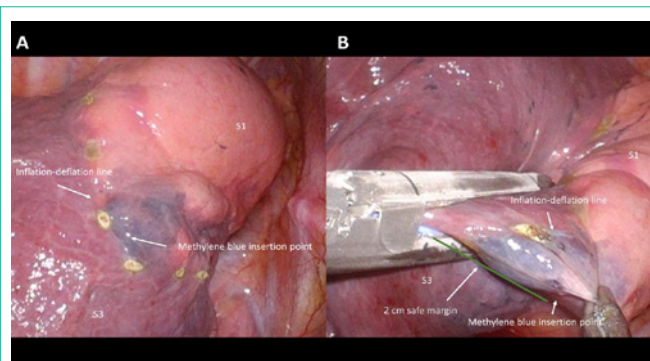 A
S1
Inflation-deflation line
Methylene blue insertion point
S3
B
S1
Inflation-deflation line
S3
2 cm safe margin
Methylene blue insertion point